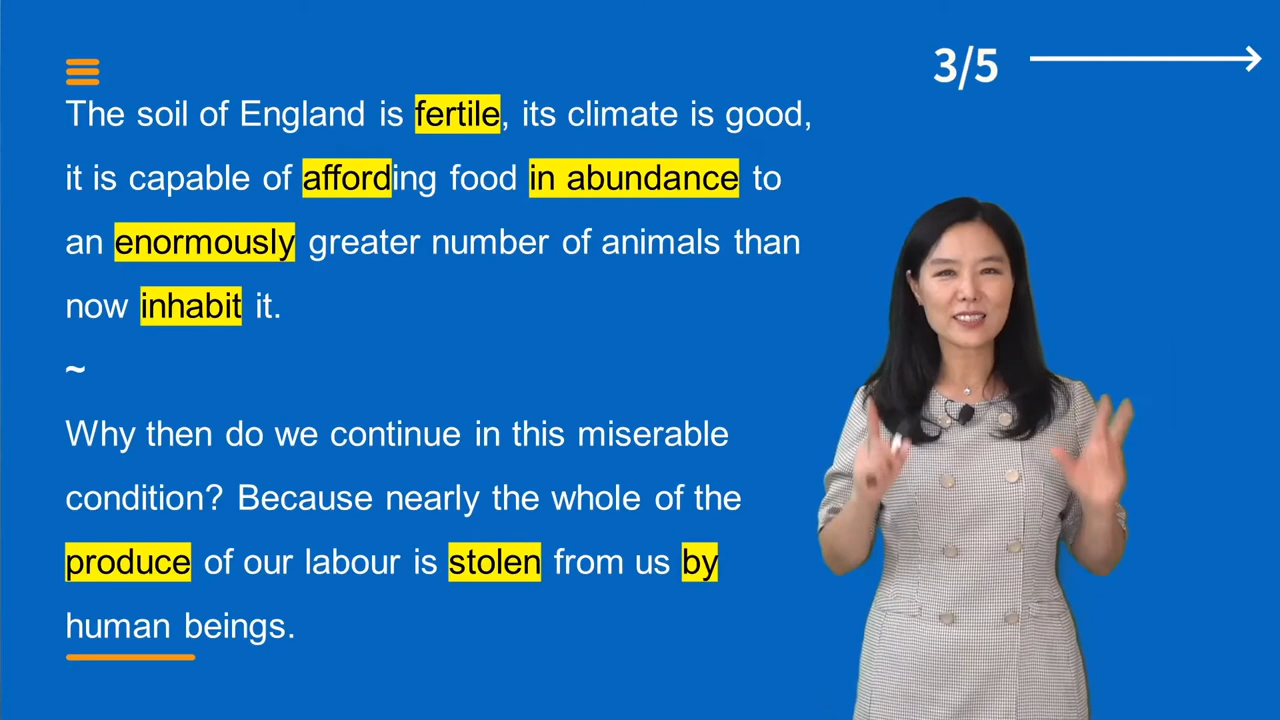 3/5
The soil of England is fertile, its climate is good,
it is capable of affording food in abundance to
an enormously greater number of animals than
now inhabit it.
~
Why then do we continue in this miserable
condition? Because nearly the whole of the
produce of our labour is stolen from us by
human beings.